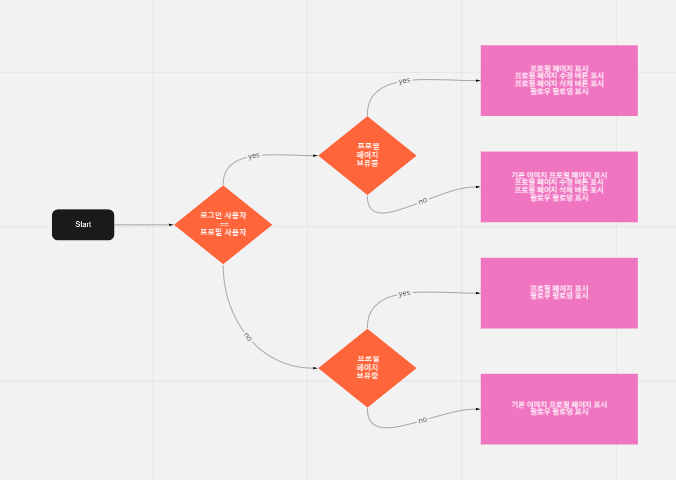 Start
로그인 사용자
==
프로필 사용자
yes
no
프로필
페이지
보유중
yes
no
프로필 페이지 표시
프로필 페이지 수정 버튼 표시
프로필 페이지 삭제 버튼 표시
팔로우 팔로잉 표시
기본 이미지 프로필 페이지 표시
프로필 페이지 수정 버튼 표시
프로필 페이지 삭제 버튼 표시
팔로우 팔로잉 표시
프로필
페이지
보유중
yes
no
프로필 페이지 표시
팔로우 팔로잉 표시
기본 이미지 프로필 페이지 표시
팔로우 팔로잉 표시